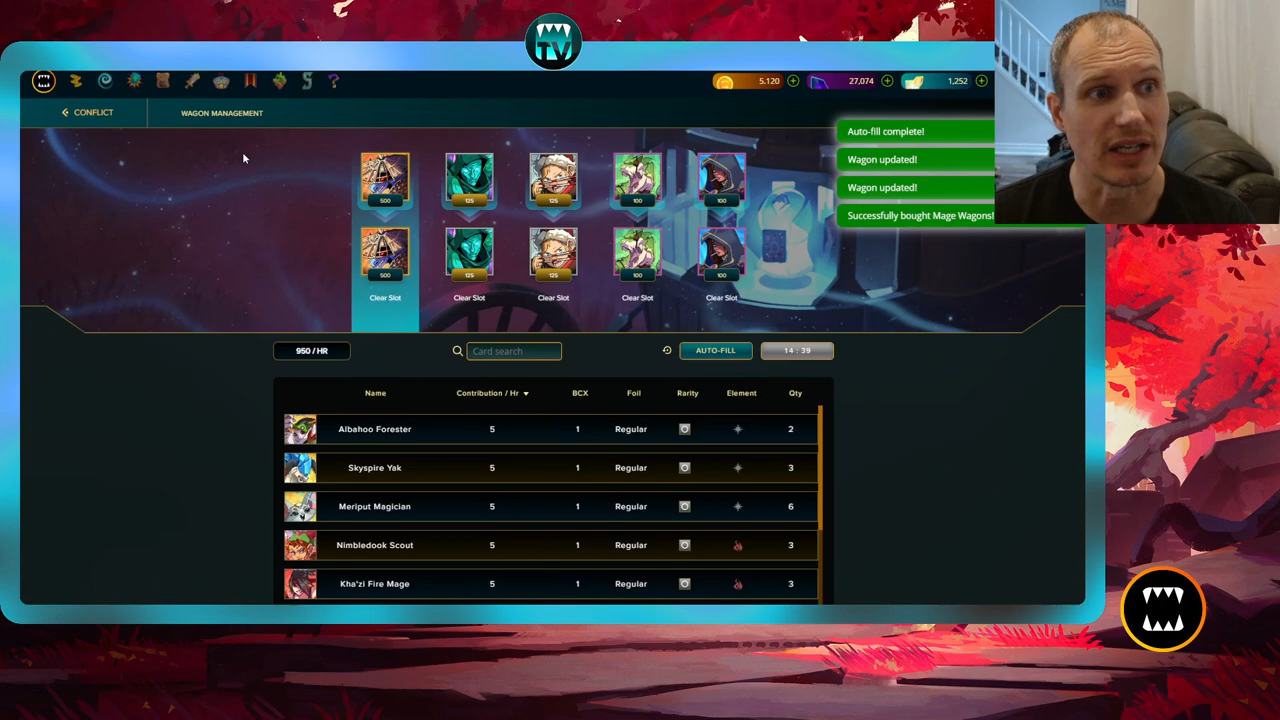 TV
5,120
27,074
1,252
CONFLICT
WAGON MANAGEMENT
Auto-fill complete!
Wagon updated!
Wagon updated!
Successfully bought Mage Wagons!
500
125
125
100
100
500
125
125
100
100
Clear Slot
Clear Slot
Clear Slot
Clear Slot
Clear Slot
950 / HR
Card search
AUTO-FILL
14 : 39
Name Contribution / Hr BCX Foil Rarity Element Qty
Albahoo Forester 5 1 Regular 2
Skyspire Yak 5 1 Regular 3
Meriput Magician 5 1 Regular 6
Nimbledook Scout 5 1 Regular 3
Kha'zi Fire Mage 5 1 Regular 3